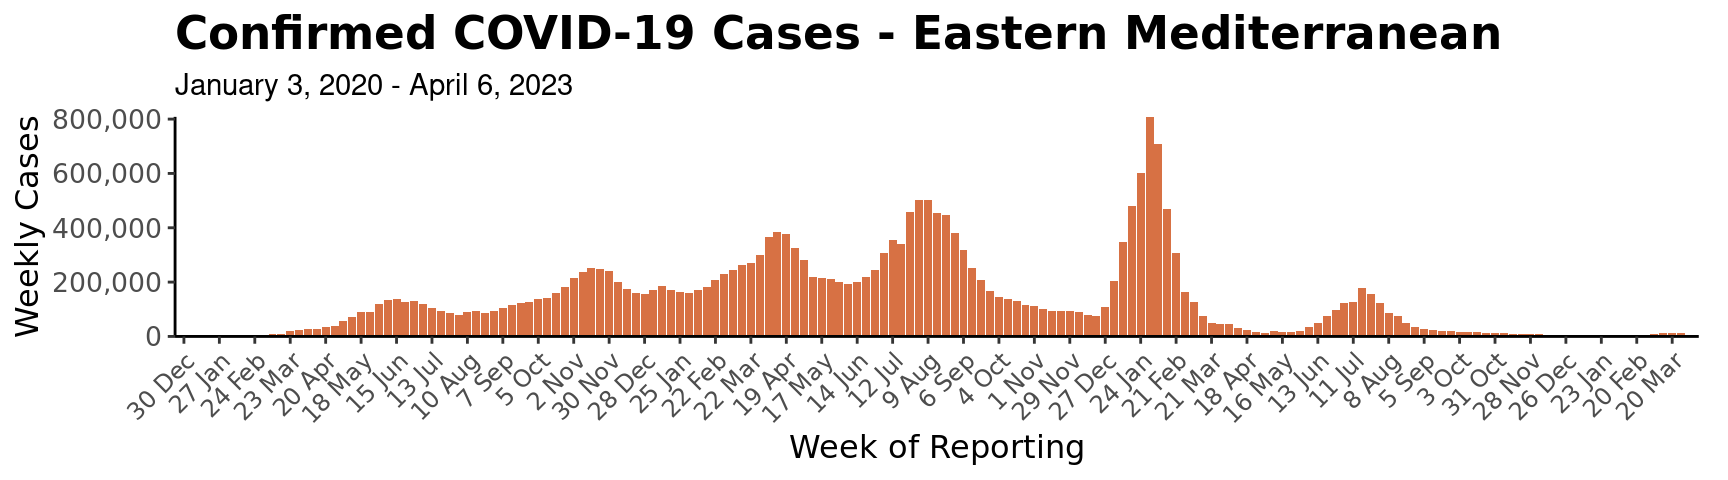 Confirmed COVID-19 Cases - Eastern Mediterranean
January 3, 2020 - April 6, 2023
Weekly Cases
800,000
600,000
400,000
200,000
0
30 Dec
27 Jan
24 Feb
23 Mar
20 Apr
18 May
15 Jun
13 Jul
10 Aug
7 Sep
5 Oct
2 Nov
30 Nov
28 Dec
25 Jan
22 Feb
22 Mar
19 Apr
17 May
14 Jun
12 Jul
9 Aug
6 Sep
4 Oct
1 Nov
29 Nov
27 Dec
24 Jan
21 Feb
21 Mar
18 Apr
16 May
13 Jun
11 Jul
8 Aug
5 Sep
3 Oct
31 Oct
28 Nov
26 Dec
23 Jan
20 Feb
20 Mar
Week of Reporting